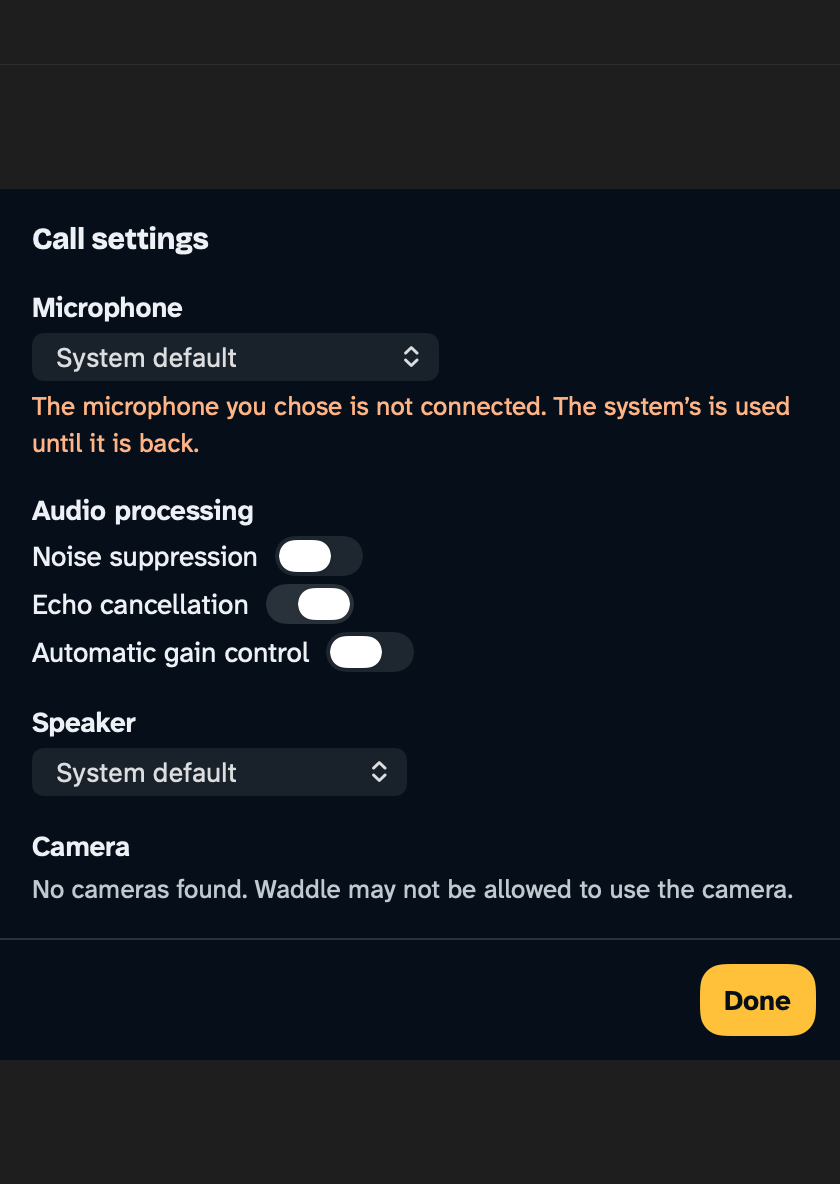 Call settings
Microphone
System default
The microphone you chose is not connected. The system’s is used
until it is back.
Audio processing
Noise suppression
Echo cancellation
Automatic gain control
Speaker
System default
Camera
No cameras found. Waddle may not be allowed to use the camera.
Done